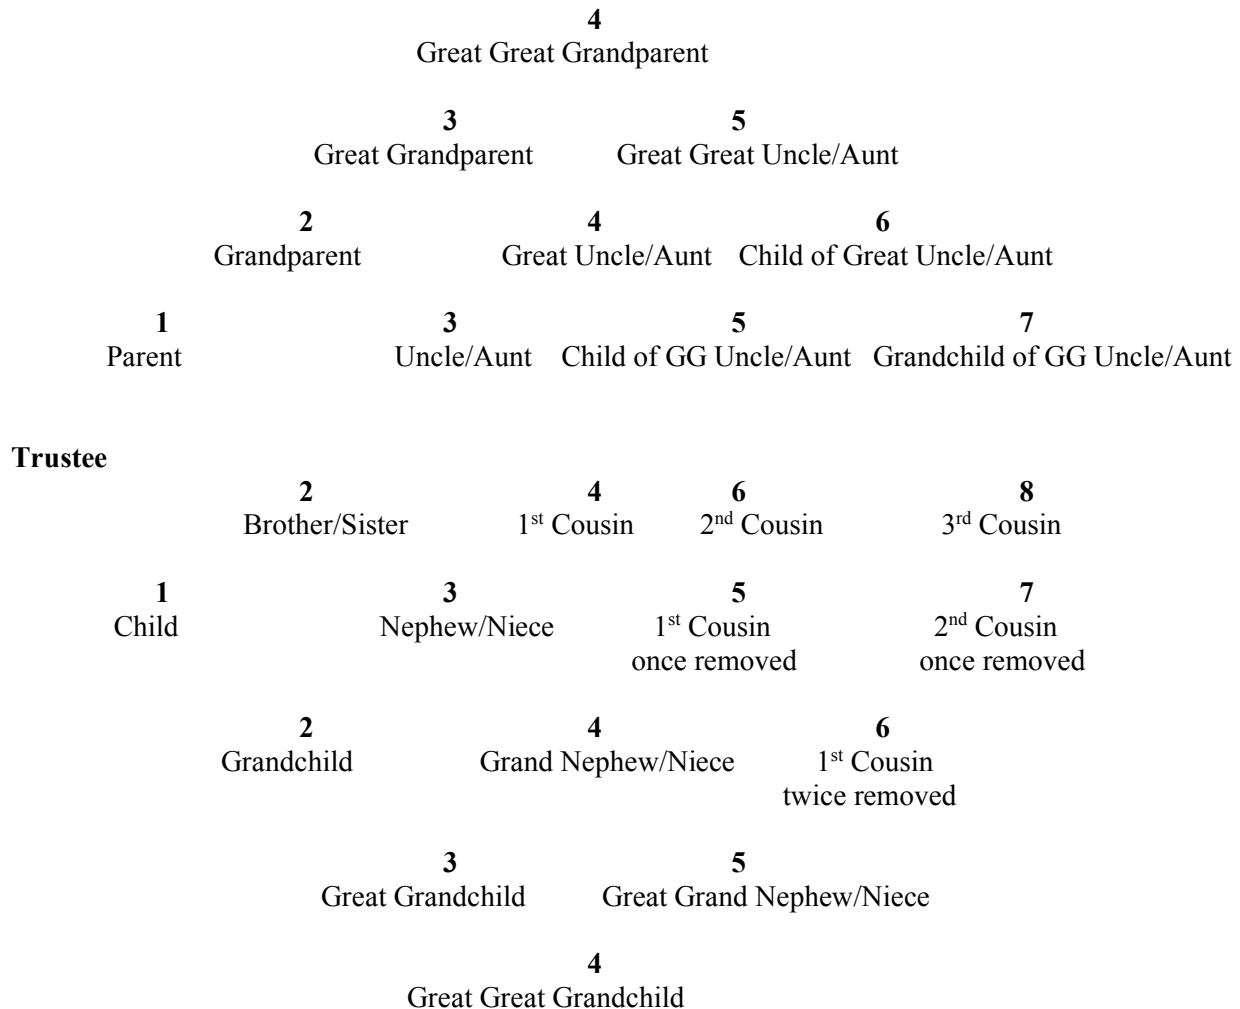 4
Great Great Grandparent
3 5
Great Grandparent Great Great Uncle/Aunt
2 4 6
Grandparent Great Uncle/Aunt Child of Great Uncle/Aunt
1 3 5 7
Parent Uncle/Aunt Child of GG Uncle/Aunt Grandchild of GG Uncle/Aunt
Trustee
2 4 6 8
Brother/Sister 1st Cousin 2nd Cousin 3rd Cousin
1 3 5 7
Child Nephew/Niece 1st Cousin 2nd Cousin
once removed once removed
2 4 6
Grandchild Grand Nephew/Niece 1st Cousin
twice removed
3 5
Great Grandchild Great Grand Nephew/Niece
4
Great Great Grandchild